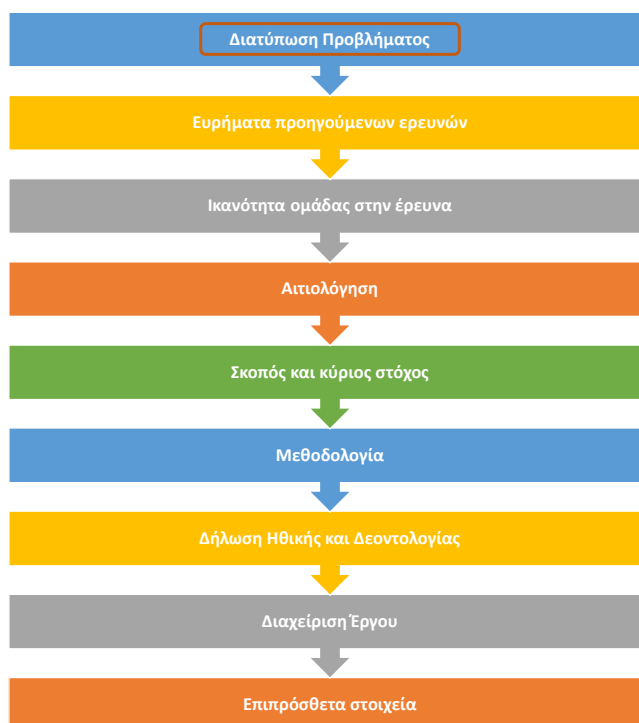 Διατύπωση Προβλήματος
Ευρήματα προηγούμενων ερευνών
Ικανότητα ομάδας στην έρευνα
Αιτιολόγηση
Σκοπός και κύριος στόχος
Μεθοδολογία
Δήλωση Ηθικής και Δεοντολογίας
Διαχείριση Έργου
Επιπρόσθετα στοιχεία